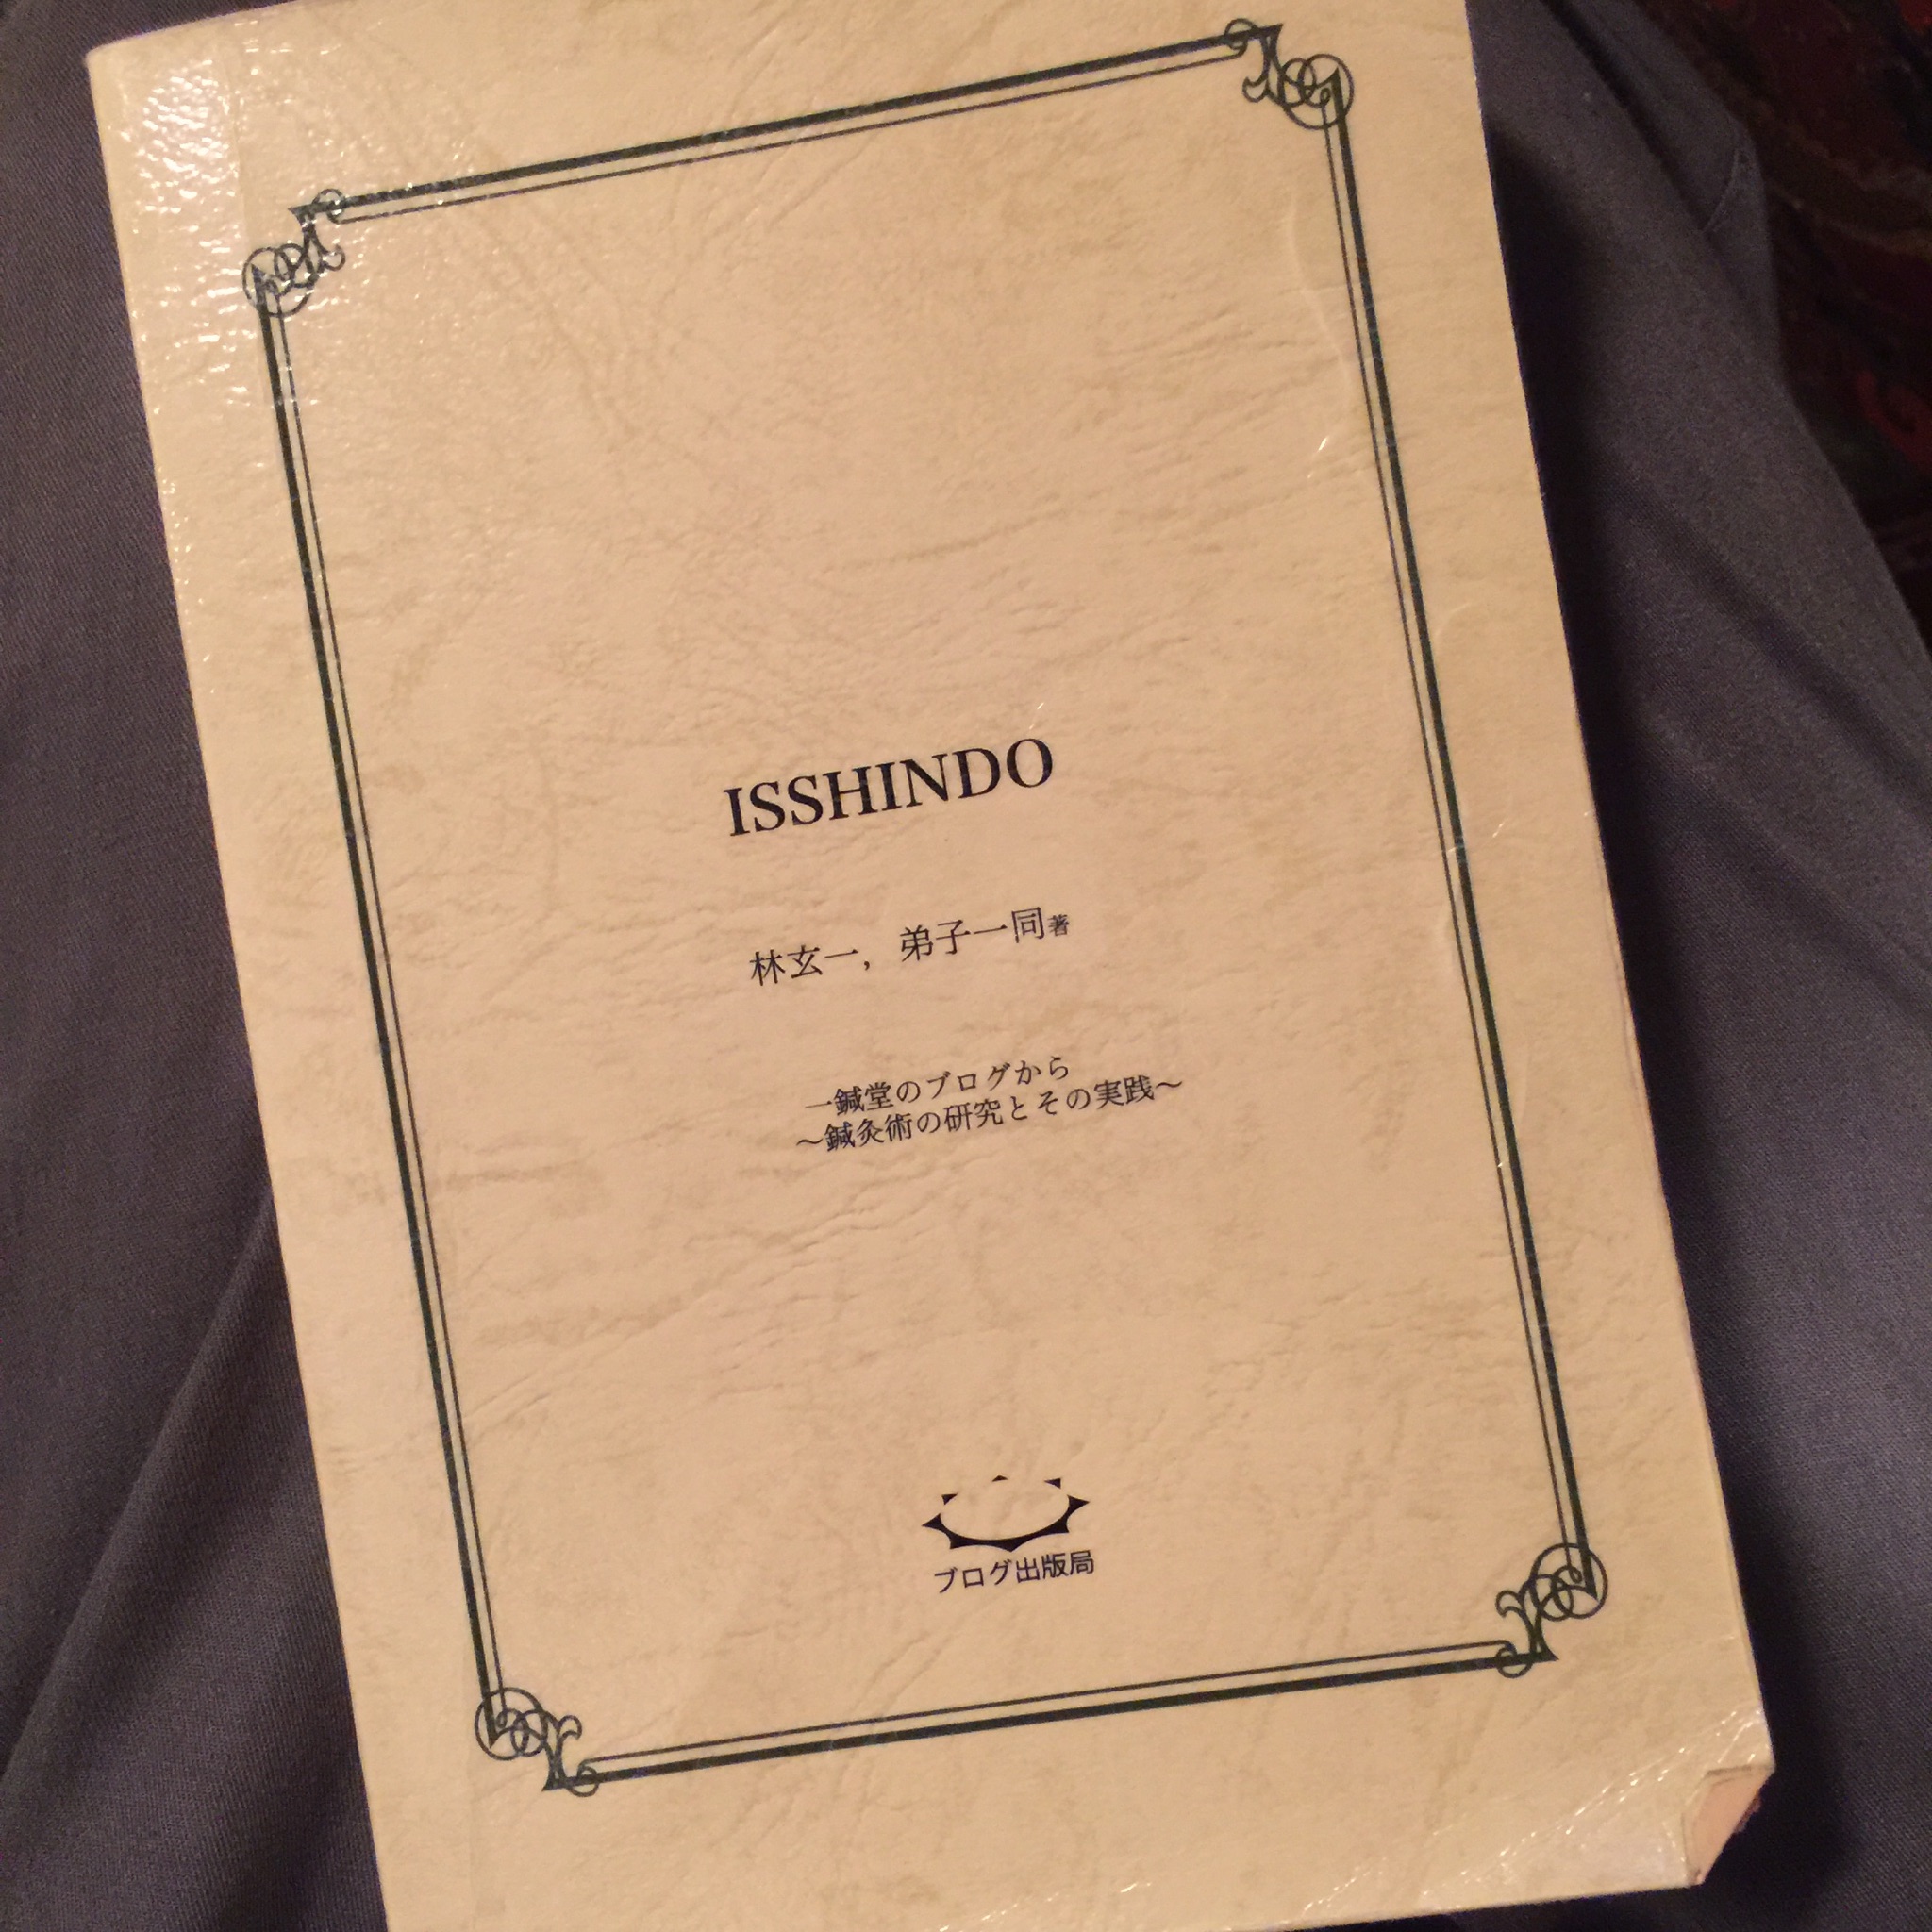 ISSHINDO
林玄一, 弟子一同著
一鍼堂のブログから
〜鍼灸術の研究とその実践〜
ブログ出版局